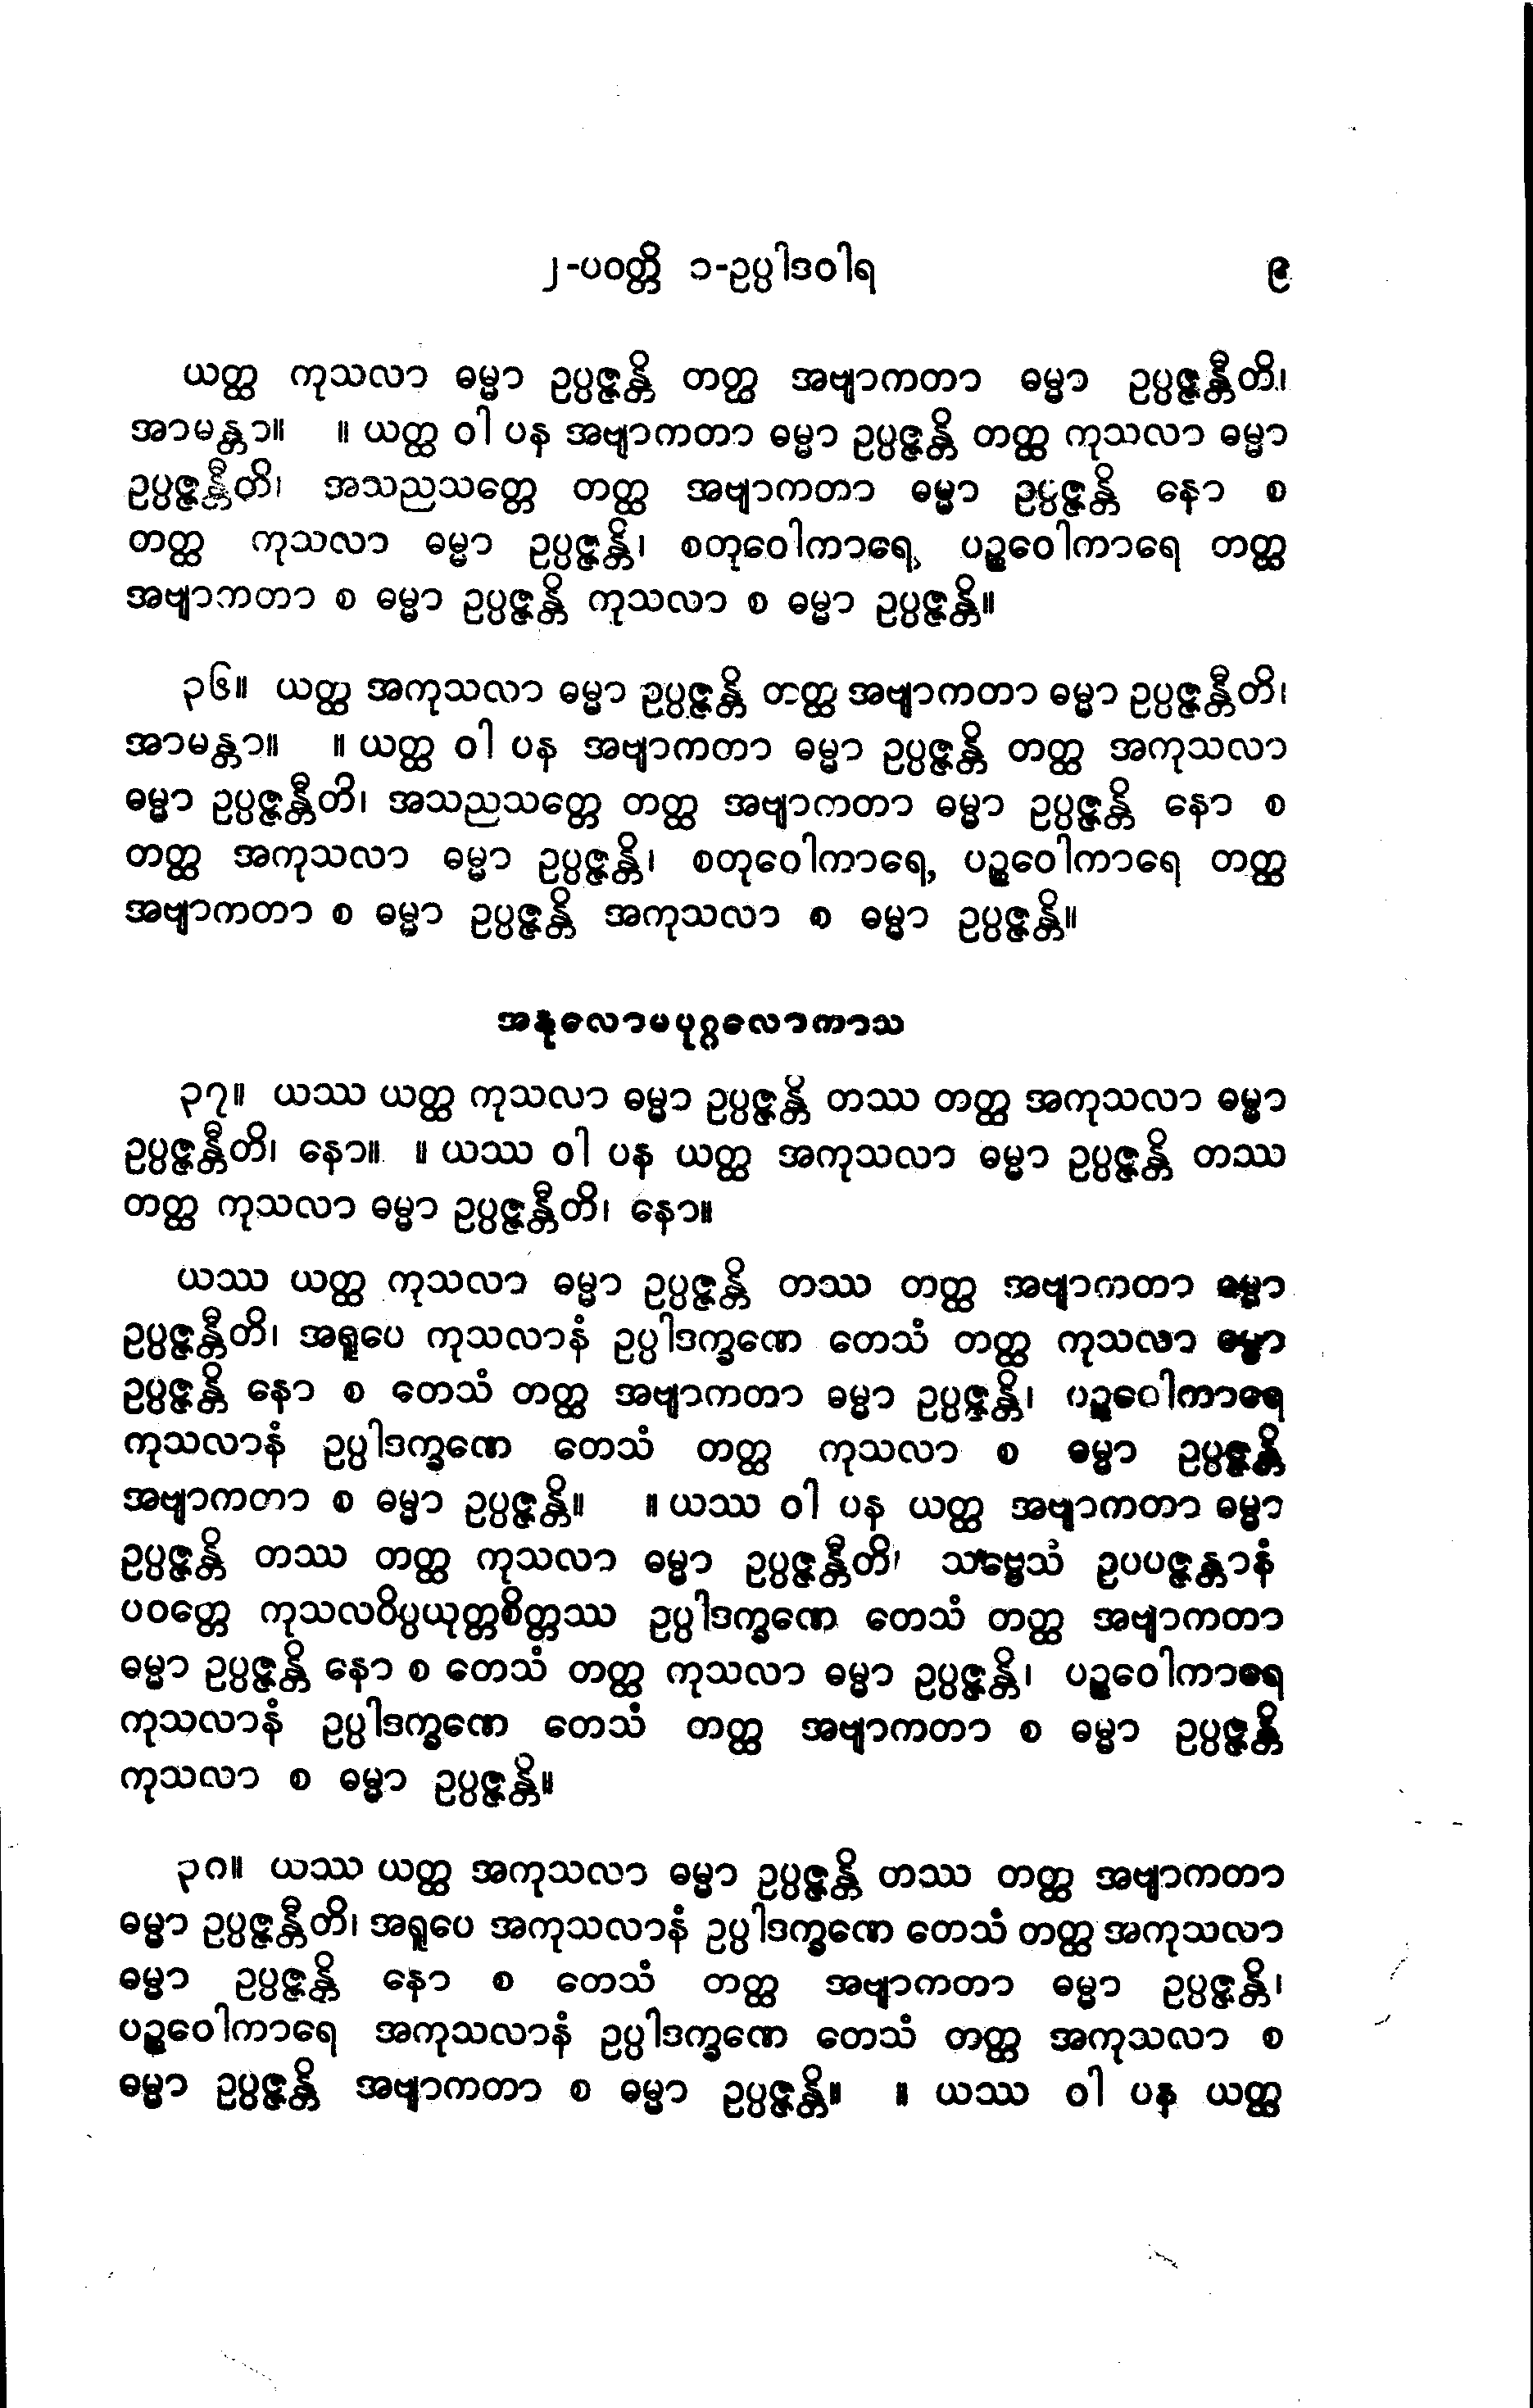 ၂-ပဝတ္တိ ၁-ဥပ္ပါဒဝါရ ၉
ယတ္ထ ကုသလာ ဓမ္မာ ဥပ္ပဇ္ဇန္တိ တတ္ထ အဗျာကတာ ဓမ္မာ ဥပ္ပဇ္ဇန္တီတိ၊
အာမန္တာ။ ။ ယတ္ထ ဝါ ပန အဗျာကတာ ဓမ္မာ ဥပ္ပဇ္ဇန္တိ တတ္ထ ကုသလာ ဓမ္မာ
ဥပ္ပဇ္ဇန္တီတိ၊ အသညသတ္တေ တတ္ထ အဗျာကတာ ဓမ္မာ ဥပ္ပဇ္ဇန္တိ နော စ
တတ္ထ ကုသလာ ဓမ္မာ ဥပ္ပဇ္ဇန္တိ၊ စတုဝေါကာရေ, ပဉ္စဝေါကာရေ တတ္ထ
အဗျာကတာ စ ဓမ္မာ ဥပ္ပဇ္ဇန္တိ ကုသလာ စ ဓမ္မာ ဥပ္ပဇ္ဇန္တိ။
၃၆။ ယတ္ထ အကုသလာ ဓမ္မာ ဥပ္ပဇ္ဇန္တိ တတ္ထ အဗျာကတာ ဓမ္မာ ဥပ္ပဇ္ဇန္တီတိ၊
အာမန္တာ။ ။ ယတ္ထ ဝါ ပန အဗျာကတာ ဓမ္မာ ဥပ္ပဇ္ဇန္တိ တတ္ထ အကုသလာ
ဓမ္မာ ဥပ္ပဇ္ဇန္တီတိ၊ အသညသတ္တေ တတ္ထ အဗျာကတာ ဓမ္မာ ဥပ္ပဇ္ဇန္တိ နော စ
တတ္ထ အကုသလာ ဓမ္မာ ဥပ္ပဇ္ဇန္တိ၊ စတုဝေါကာရေ, ပဉ္စဝေါကာရေ တတ္ထ
အဗျာကတာ စ ဓမ္မာ ဥပ္ပဇ္ဇန္တိ အကုသလာ စ ဓမ္မာ ဥပ္ပဇ္ဇန္တိ။
အနုလောမပုဂ္ဂလောကာသ
၃၇။ ယဿ ယတ္ထ ကုသလာ ဓမ္မာ ဥပ္ပဇ္ဇန္တိ တဿ တတ္ထ အကုသလာ ဓမ္မာ
ဥပ္ပဇ္ဇန္တီတိ၊ နော။ ။ ယဿ ဝါ ပန ယတ္ထ အကုသလာ ဓမ္မာ ဥပ္ပဇ္ဇန္တိ တဿ
တတ္ထ ကုသလာ ဓမ္မာ ဥပ္ပဇ္ဇန္တီတိ၊ နော။
ယဿ ယတ္ထ ကုသလာ ဓမ္မာ ဥပ္ပဇ္ဇန္တိ တဿ တတ္ထ အဗျာကတာ ဓမ္မာ
ဥပ္ပဇ္ဇန္တီတိ၊ အရူပေ ကုသလာနံ ဥပ္ပါဒက္ခဏေ တေသံ တတ္ထ ကုသလာ ဓမ္မာ
ဥပ္ပဇ္ဇန္တိ နော စ တေသံ တတ္ထ အဗျာကတာ ဓမ္မာ ဥပ္ပဇ္ဇန္တိ၊ ပဉ္စဝေါကာရေ
ကုသလာနံ ဥပ္ပါဒက္ခဏေ တေသံ တတ္ထ ကုသလာ စ ဓမ္မာ ဥပ္ပဇ္ဇန္တိ
အဗျာကတာ စ ဓမ္မာ ဥပ္ပဇ္ဇန္တိ။ ။ ယဿ ဝါ ပန ယတ္ထ အဗျာကတာ ဓမ္မာ
ဥပ္ပဇ္ဇန္တိ တဿ တတ္ထ ကုသလာ ဓမ္မာ ဥပ္ပဇ္ဇန္တီတိ၊ သဗ္ဗေသံ ဥပပဇ္ဇန္တာနံ
ပဝတ္တေ ကုသလဝိပ္ပယုတ္တစိတ္တဿ ဥပ္ပါဒက္ခဏေ တေသံ တတ္ထ အဗျာကတာ
ဓမ္မာ ဥပ္ပဇ္ဇန္တိ နော စ တေသံ တတ္ထ ကုသလာ ဓမ္မာ ဥပ္ပဇ္ဇန္တိ၊ ပဉ္စဝေါကာရေ
ကုသလာနံ ဥပ္ပါဒက္ခဏေ တေသံ တတ္ထ အဗျာကတာ စ ဓမ္မာ ဥပ္ပဇ္ဇန္တိ
ကုသလာ စ ဓမ္မာ ဥပ္ပဇ္ဇန္တိ။
၃၈။ ယဿ ယတ္ထ အကုသလာ ဓမ္မာ ဥပ္ပဇ္ဇန္တိ တဿ တတ္ထ အဗျာကတာ
ဓမ္မာ ဥပ္ပဇ္ဇန္တီတိ၊ အရူပေ အကုသလာနံ ဥပ္ပါဒက္ခဏေ တေသံ တတ္ထ အကုသလာ
ဓမ္မာ ဥပ္ပဇ္ဇန္တိ နော စ တေသံ တတ္ထ အဗျာကတာ ဓမ္မာ ဥပ္ပဇ္ဇန္တိ၊
ပဉ္စဝေါကာရေ အကုသလာနံ ဥပ္ပါဒက္ခဏေ တေသံ တတ္ထ အကုသလာ စ
ဓမ္မာ ဥပ္ပဇ္ဇန္တိ အဗျာကတာ စ ဓမ္မာ ဥပ္ပဇ္ဇန္တိ။ ။ ယဿ ဝါ ပန ယတ္ထ